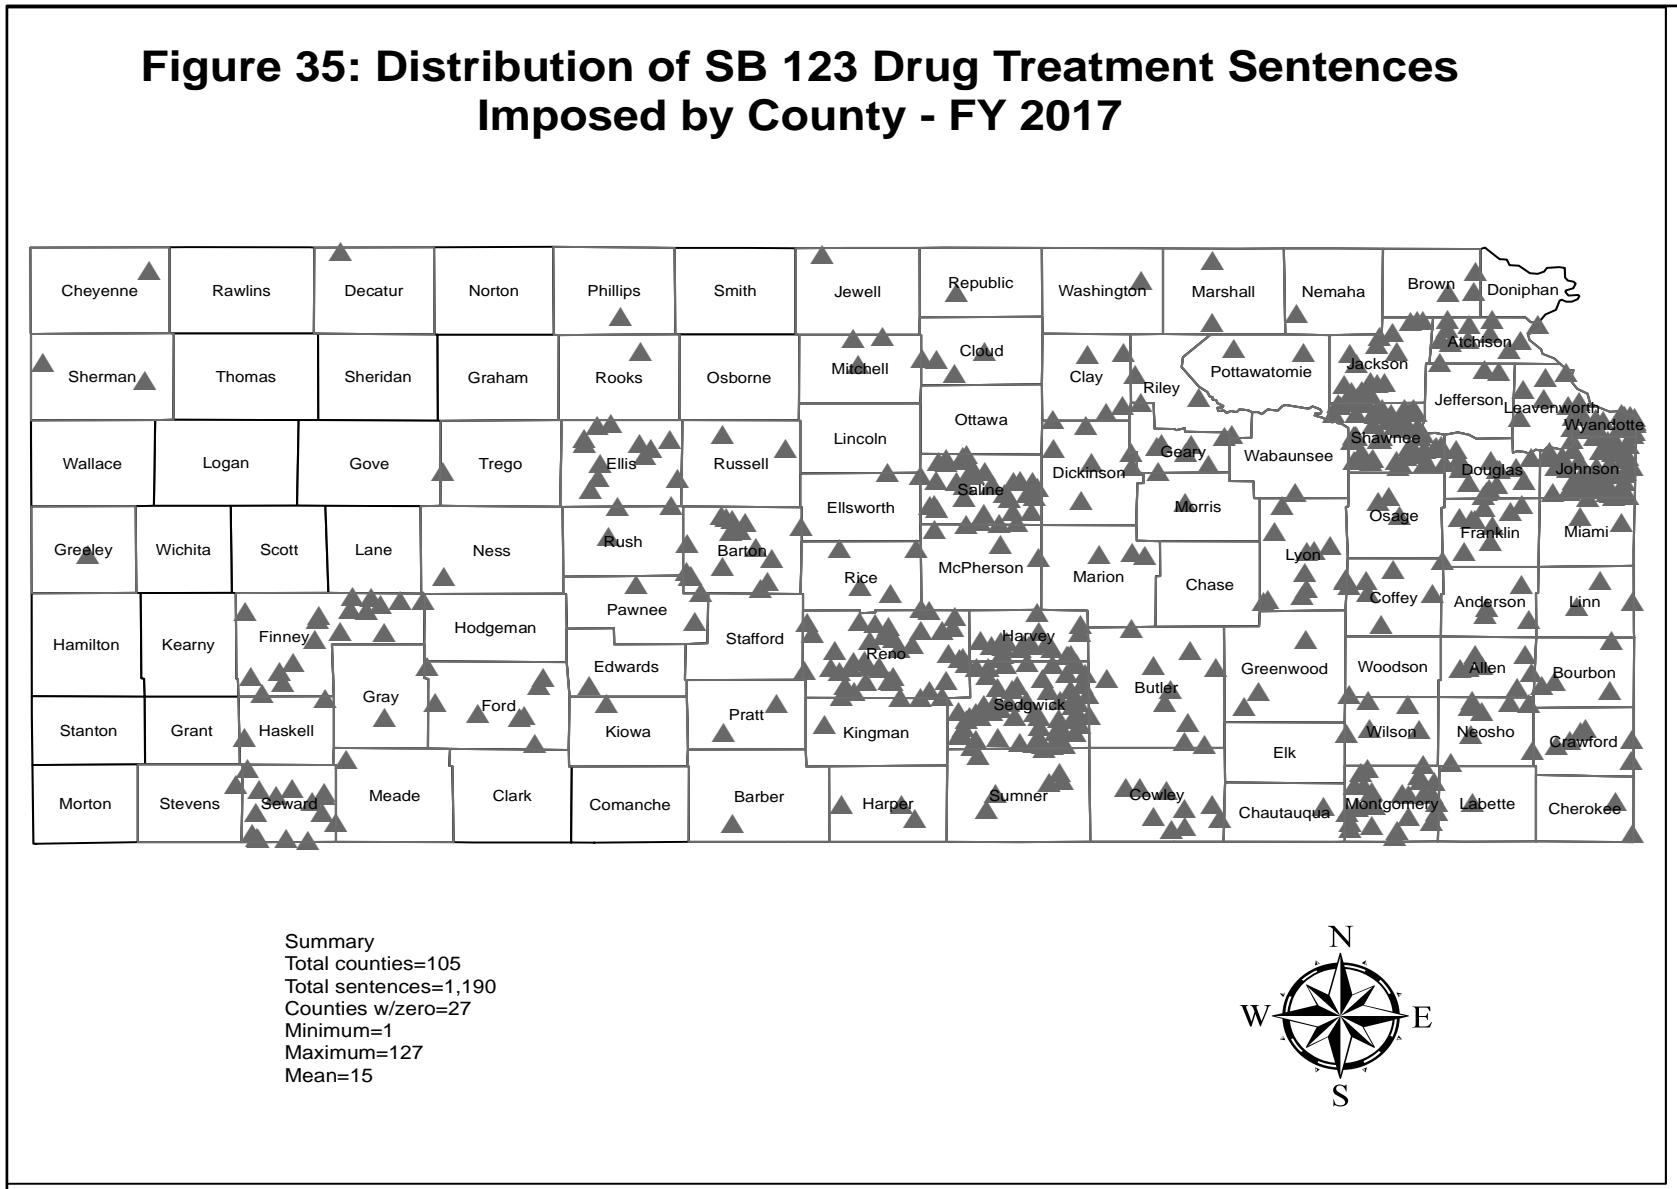 Figure 35: Distribution of SB 123 Drug Treatment Sentences
Imposed by County - FY 2017
Cheyenne Rawlins Decatur Norton Phillips Smith Jewell Republic Washington Marshall Nemaha Brown Doniphan
Sherman Thomas Sheridan Graham Rooks Osborne Mitchell Cloud Clay Riley Pottawatomie Jackson Atchison
Jefferson Leavenworth
Wallace Logan Gove Trego Ellis Russell Lincoln Ottawa Dickinson Geary Wabaunsee Shawnee Douglas Johnson Wyandotte
Saline
Greeley Wichita Scott Lane Ness Rush Barton Ellsworth Morris Osage Franklin Miami
Rice McPherson Marion Chase Lyon
Hamilton Kearny Finney Hodgeman Pawnee Stafford Reno Harvey Coffey Anderson Linn
Edwards Butler Greenwood Woodson Allen Bourbon
Stanton Grant Haskell Gray Ford Kiowa Pratt Kingman Sedgwick Elk Wilson Neosho Crawford
Morton Stevens Seward Meade Clark Comanche Barber Harper Sumner Cowley Chautauqua Montgomery Labette Cherokee
Summary
Total counties=105
Total sentences=1,190
Counties w/zero=27
Minimum=1
Maximum=127
Mean=15
N
W E
S